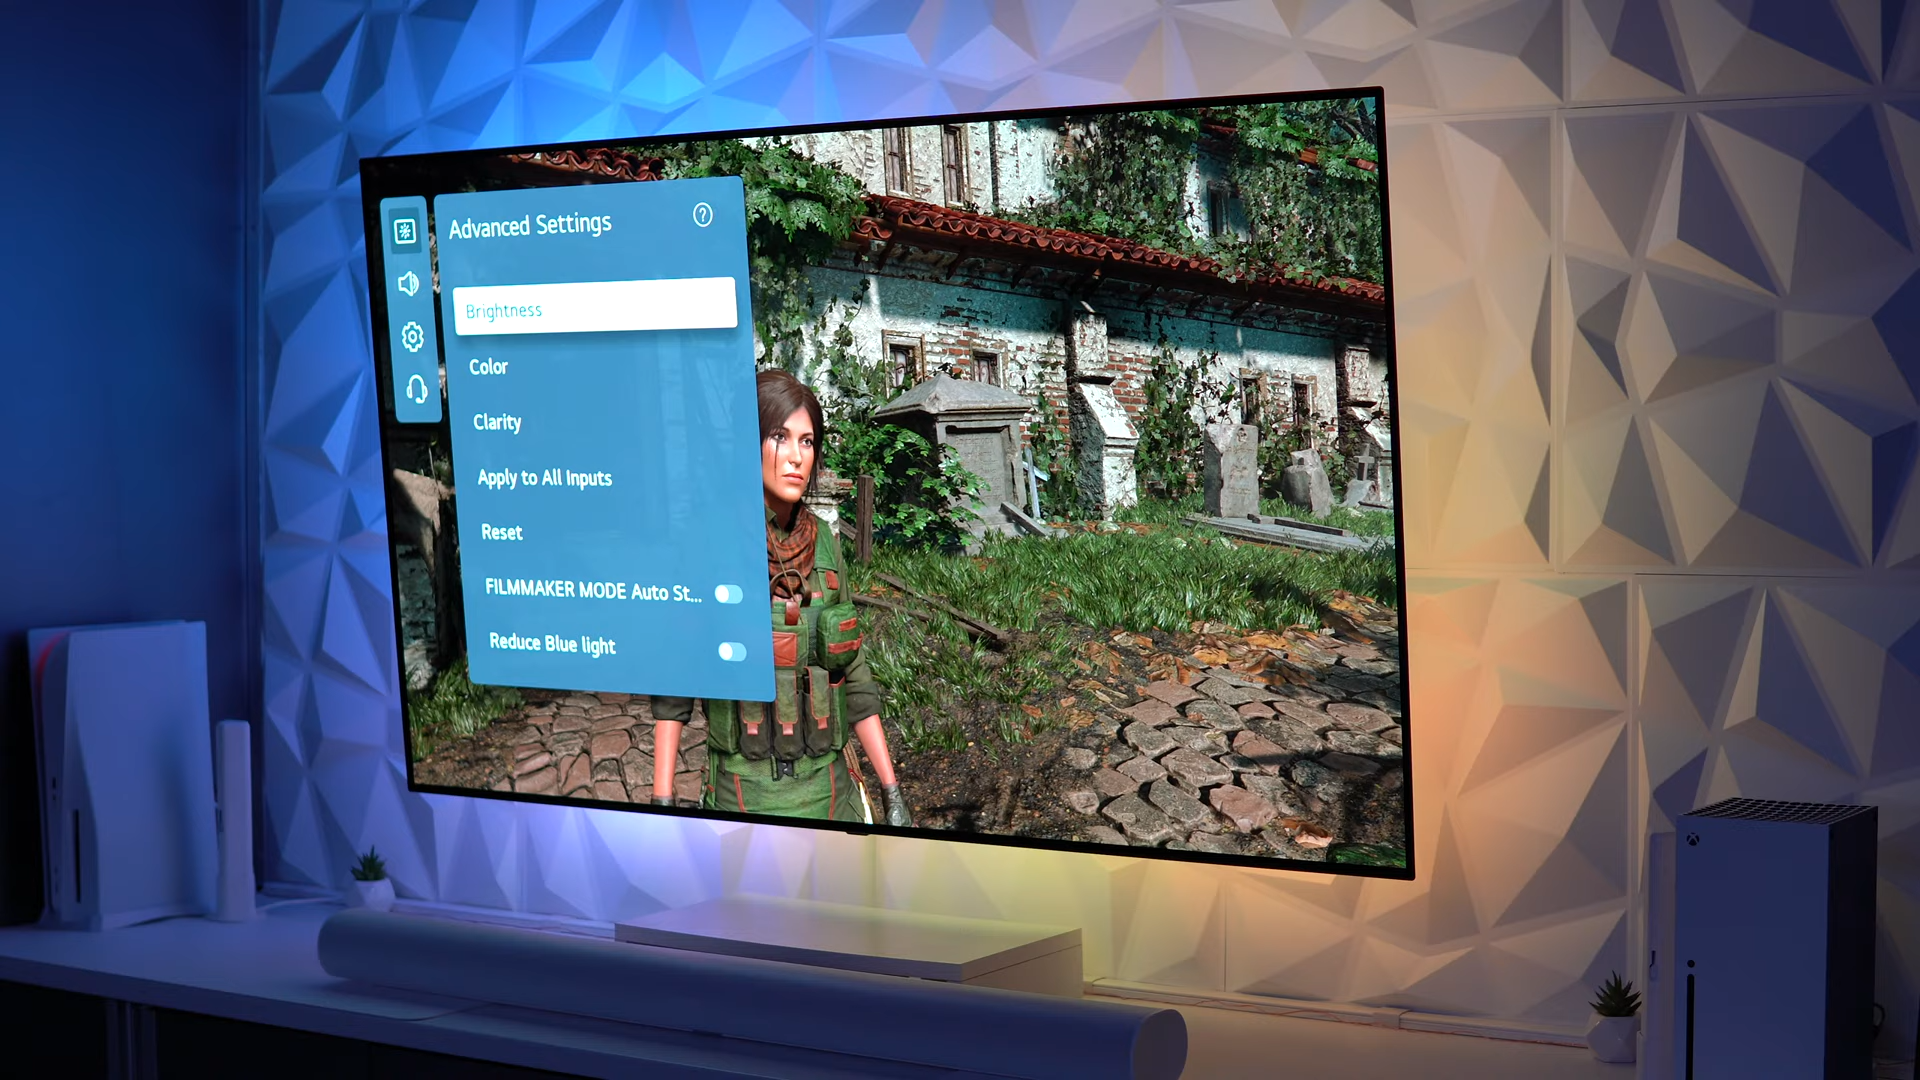 Advanced Settings
Brightness
Color
Clarity
Apply to All Inputs
Reset
FILMMAKER MODE Auto St...
Reduce Blue light